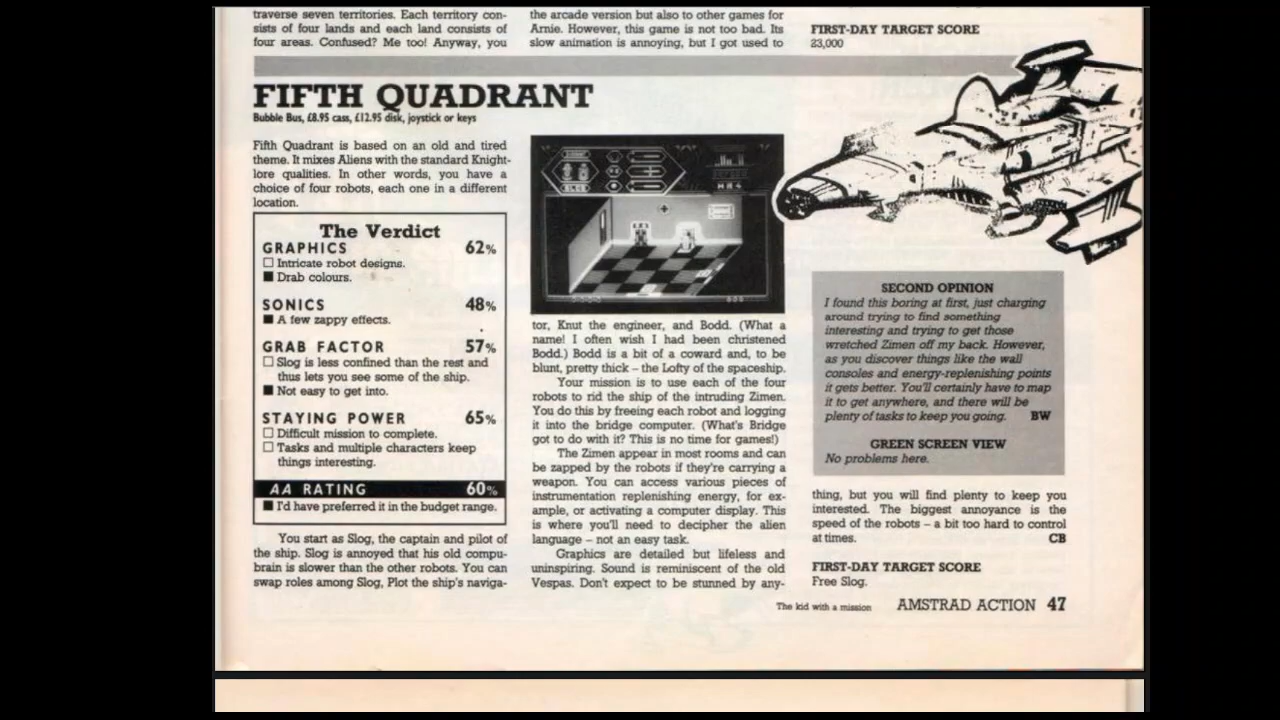 traverse seven territories. Each territory con-
sists of four lands and each land consists of
four areas. Confused? Me too! Anyway, you
the arcade version but also to other games for
Arnie. However, this game is not too bad. Its
slow animation is annoying, but I got used to
FIRST-DAY TARGET SCORE
23,000
FIFTH QUADRANT
Bubble Bus, £8.95 cass, £12.95 disk, joystick or keys
Fifth Quadrant is based on an old and tired
theme. It mixes Aliens with the standard Knight-
lore qualities. In other words, you have a
choice of four robots, each one in a different
location.
The Verdict
GRAPHICS 62%
Intricate robot designs.
Drab colours.
SONICS 48%
A few zappy effects.
GRAB FACTOR 57%
Slog is less confined than the rest and
thus lets you see some of the ship.
Not easy to get into.
STAYING POWER 65%
Difficult mission to complete.
Tasks and multiple characters keep
things interesting.
AA RATING 60%
I'd have preferred it in the budget range.
You start as Slog, the captain and pilot of
the ship. Slog is annoyed that his old compu-
brain is slower than the other robots. You can
swap roles among Slog, Plot the ship's naviga-
tor, Knut the engineer, and Bodd. (What a
name! I often wish I had been christened
Bodd.) Bodd is a bit of a coward and, to be
blunt, pretty thick – the Lofty of the spaceship.
Your mission is to use each of the four
robots to rid the ship of the intruding Zimen.
You do this by freeing each robot and logging
it into the bridge computer. (What's Bridge
got to do with it? This is no time for games!)
The Zimen appear in most rooms and can
be zapped by the robots if they're carrying a
weapon. You can access various pieces of
instrumentation replenishing energy, for ex-
ample, or activating a computer display. This
is where you'll need to decipher the alien
language – not an easy task.
Graphics are detailed but lifeless and
uninspiring. Sound is reminiscent of the old
Vespas. Don't expect to be stunned by any-
SECOND OPINION
I found this boring at first, just charging
around trying to find something
interesting and trying to get those
wretched Zimen off my back. However,
as you discover things like the wall
consoles and energy-replenishing points
it gets better. You'll certainly have to map
it to get anywhere, and there will be
plenty of tasks to keep you going. BW
GREEN SCREEN VIEW
No problems here.
thing, but you will find plenty to keep you
interested. The biggest annoyance is the
speed of the robots – a bit too hard to control
at times. CB
FIRST-DAY TARGET SCORE
Free Slog.
The kid with a mission AMSTRAD ACTION 47